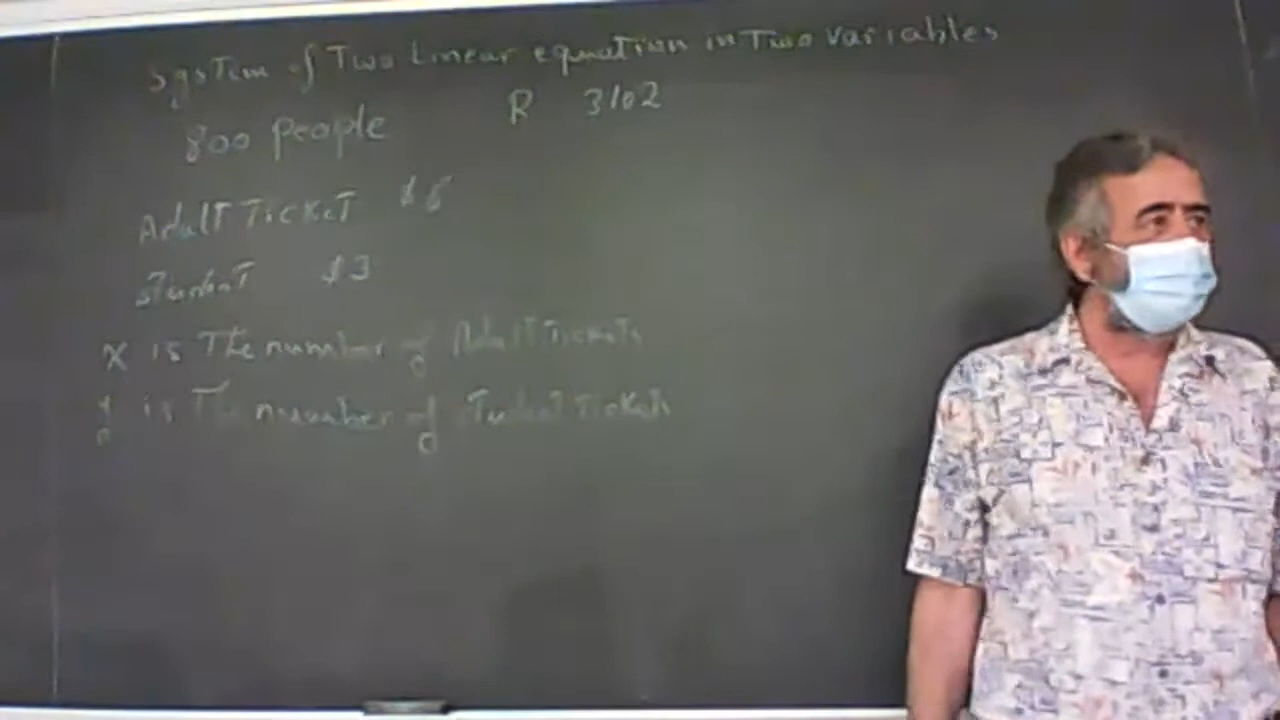 System of Two Linear equation in Two variables
800 people R 3102
Adult Ticket $6
student $3
X is The number of Adult Tickets
y is The number of student Tickets